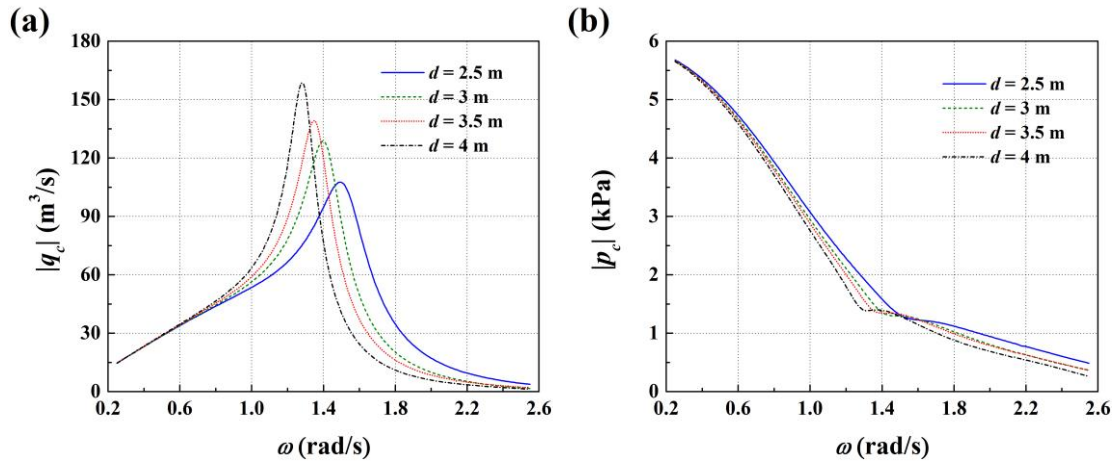 (a)
180
150
120
90
60
30
0
|q_c| (m³/s)
d = 2.5 m
d = 3 m
d = 3.5 m
d = 4 m
0.2 0.6 1.0 1.4 1.8 2.2 2.6
ω (rad/s)
(b)
6
5
4
3
2
1
0
|p_c| (kPa)
d = 2.5 m
d = 3 m
d = 3.5 m
d = 4 m
0.2 0.6 1.0 1.4 1.8 2.2 2.6
ω (rad/s)